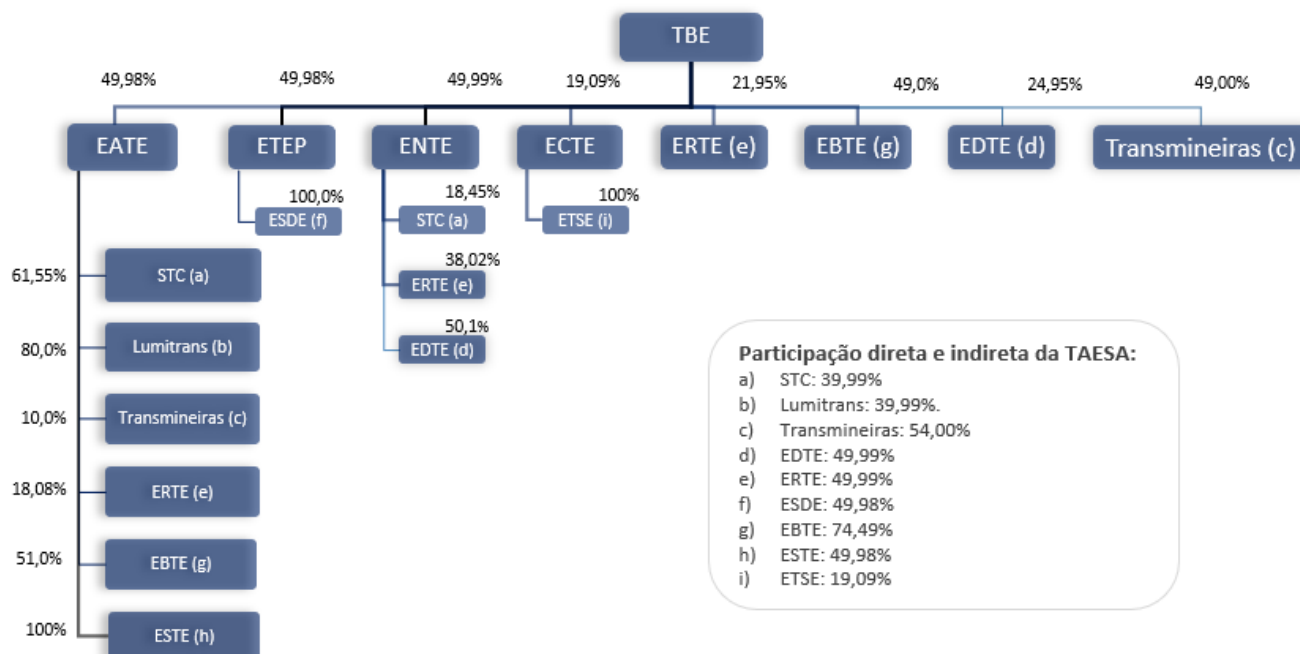 TBE
49,98%
49,98%
49,99%
19,09%
21,95%
49,0%
24,95%
49,00%
EATE
ETEP
ENTE
ECTE
ERTE (e)
EBTE (g)
EDTE (d)
Transmineiras (c)
100,0%
ESDE (f)
18,45%
STC (a)
38,02%
ERTE (e)
50,1%
EDTE (d)
100%
ETSE (i)
61,55%
STC (a)
80,0%
Lumitrans (b)
10,0%
Transmineiras (c)
18,08%
ERTE (e)
51,0%
EBTE (g)
100%
ESTE (h)
Participação direta e indireta da TAESA:
a) STC: 39,99%
b) Lumitrans: 39,99%.
c) Transmineiras: 54,00%
d) EDTE: 49,99%
e) ERTE: 49,99%
f) ESDE: 49,98%
g) EBTE: 74,49%
h) ESTE: 49,98%
i) ETSE: 19,09%